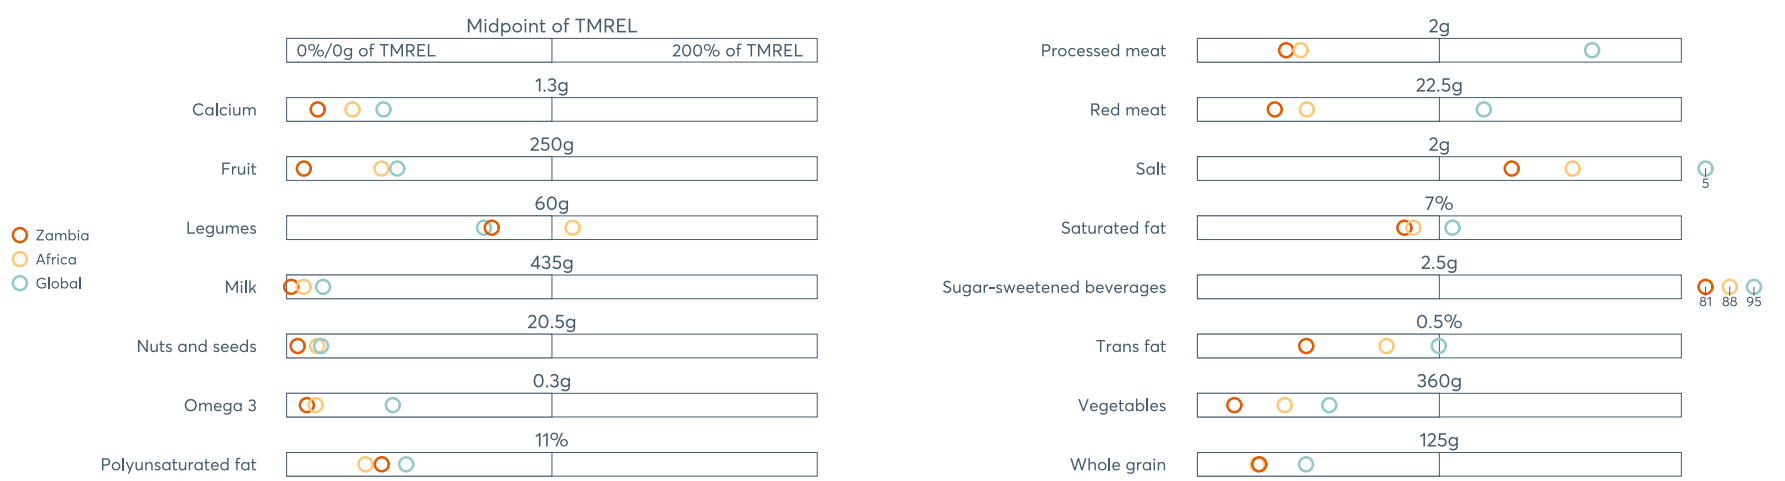 Midpoint of TMREL
0%/0g of TMREL 200% of TMREL
1.3g
Calcium
250g
Fruit
60g
Legumes
435g
Milk
20.5g
Nuts and seeds
0.3g
Omega 3
11%
Polyunsaturated fat
Zambia
Africa
Global
2g
Processed meat
22.5g
Red meat
2g
Salt
5
7%
Saturated fat
2.5g
Sugar-sweetened beverages
81 88 95
0.5%
Trans fat
360g
Vegetables
125g
Whole grain